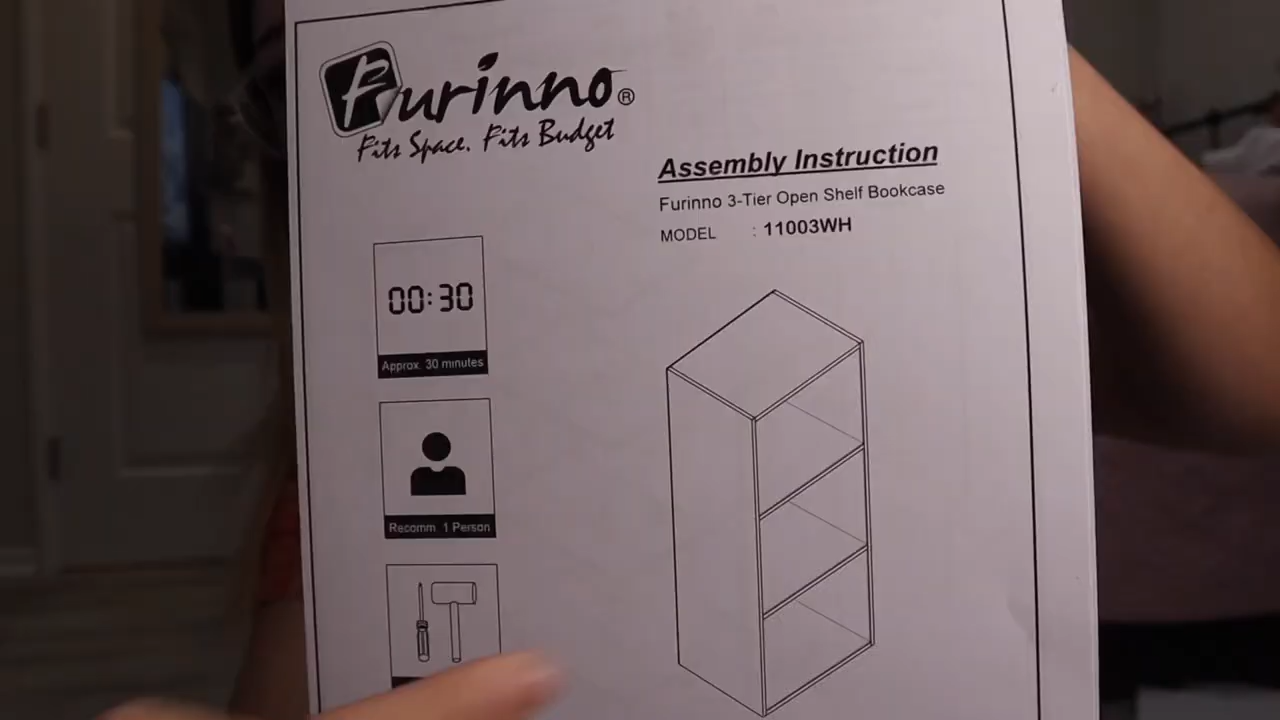 Furinno®
Fits Space. Fits Budget
Assembly Instruction
Furinno 3-Tier Open Shelf Bookcase
MODEL : 11003WH
00:30
Approx. 30 minutes
Recomm. 1 Person